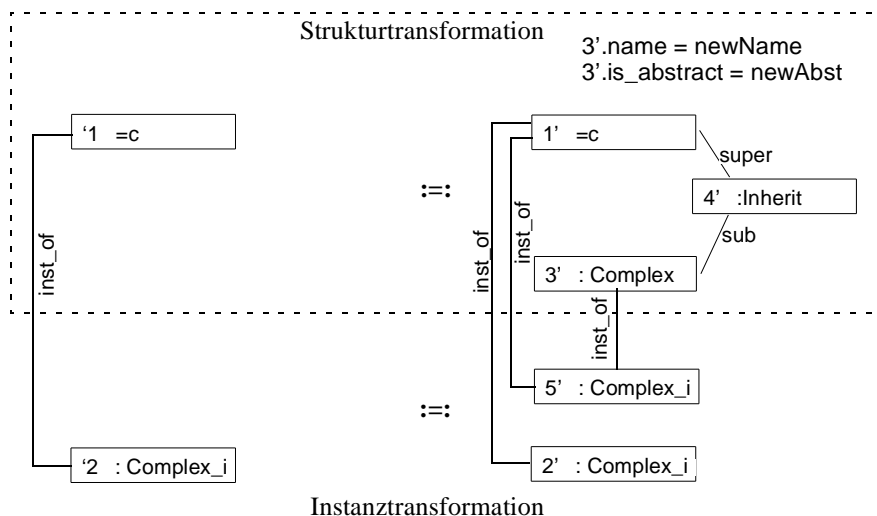 Strukturtransformation
3’.name = newName
3’.is_abstract = newAbst
‘1 =c
1’ =c
super
:=:
4’ :Inherit
sub
inst_of
inst_of
inst_of
3’ : Complex
inst_of
5’ : Complex_i
:=:
‘2 : Complex_i
2’ : Complex_i
Instanztransformation